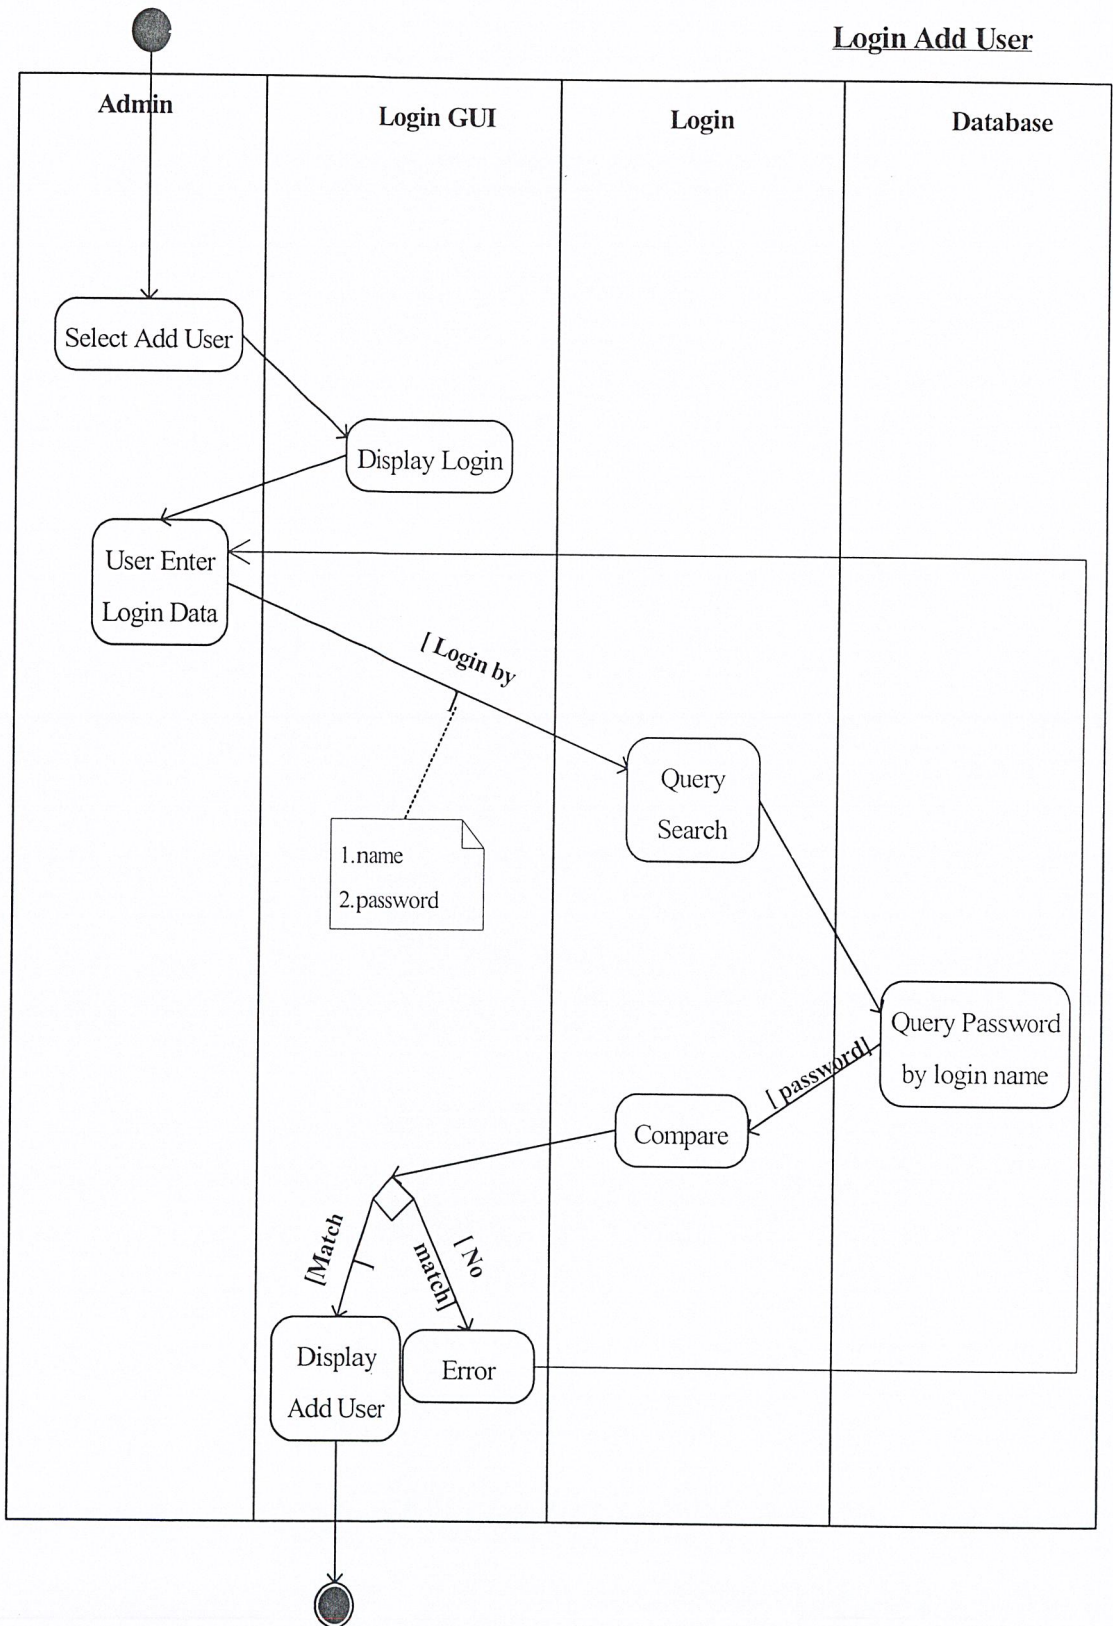 Login Add User
Admin
Login GUI
Login
Database
Select Add User
Display Login
User Enter
Login Data
[ Login by
]
Query
Search
1.name
2.password
Query Password
by login name
[ password]
Compare
[Match
]
[ No
match]
Display
Add User
Error